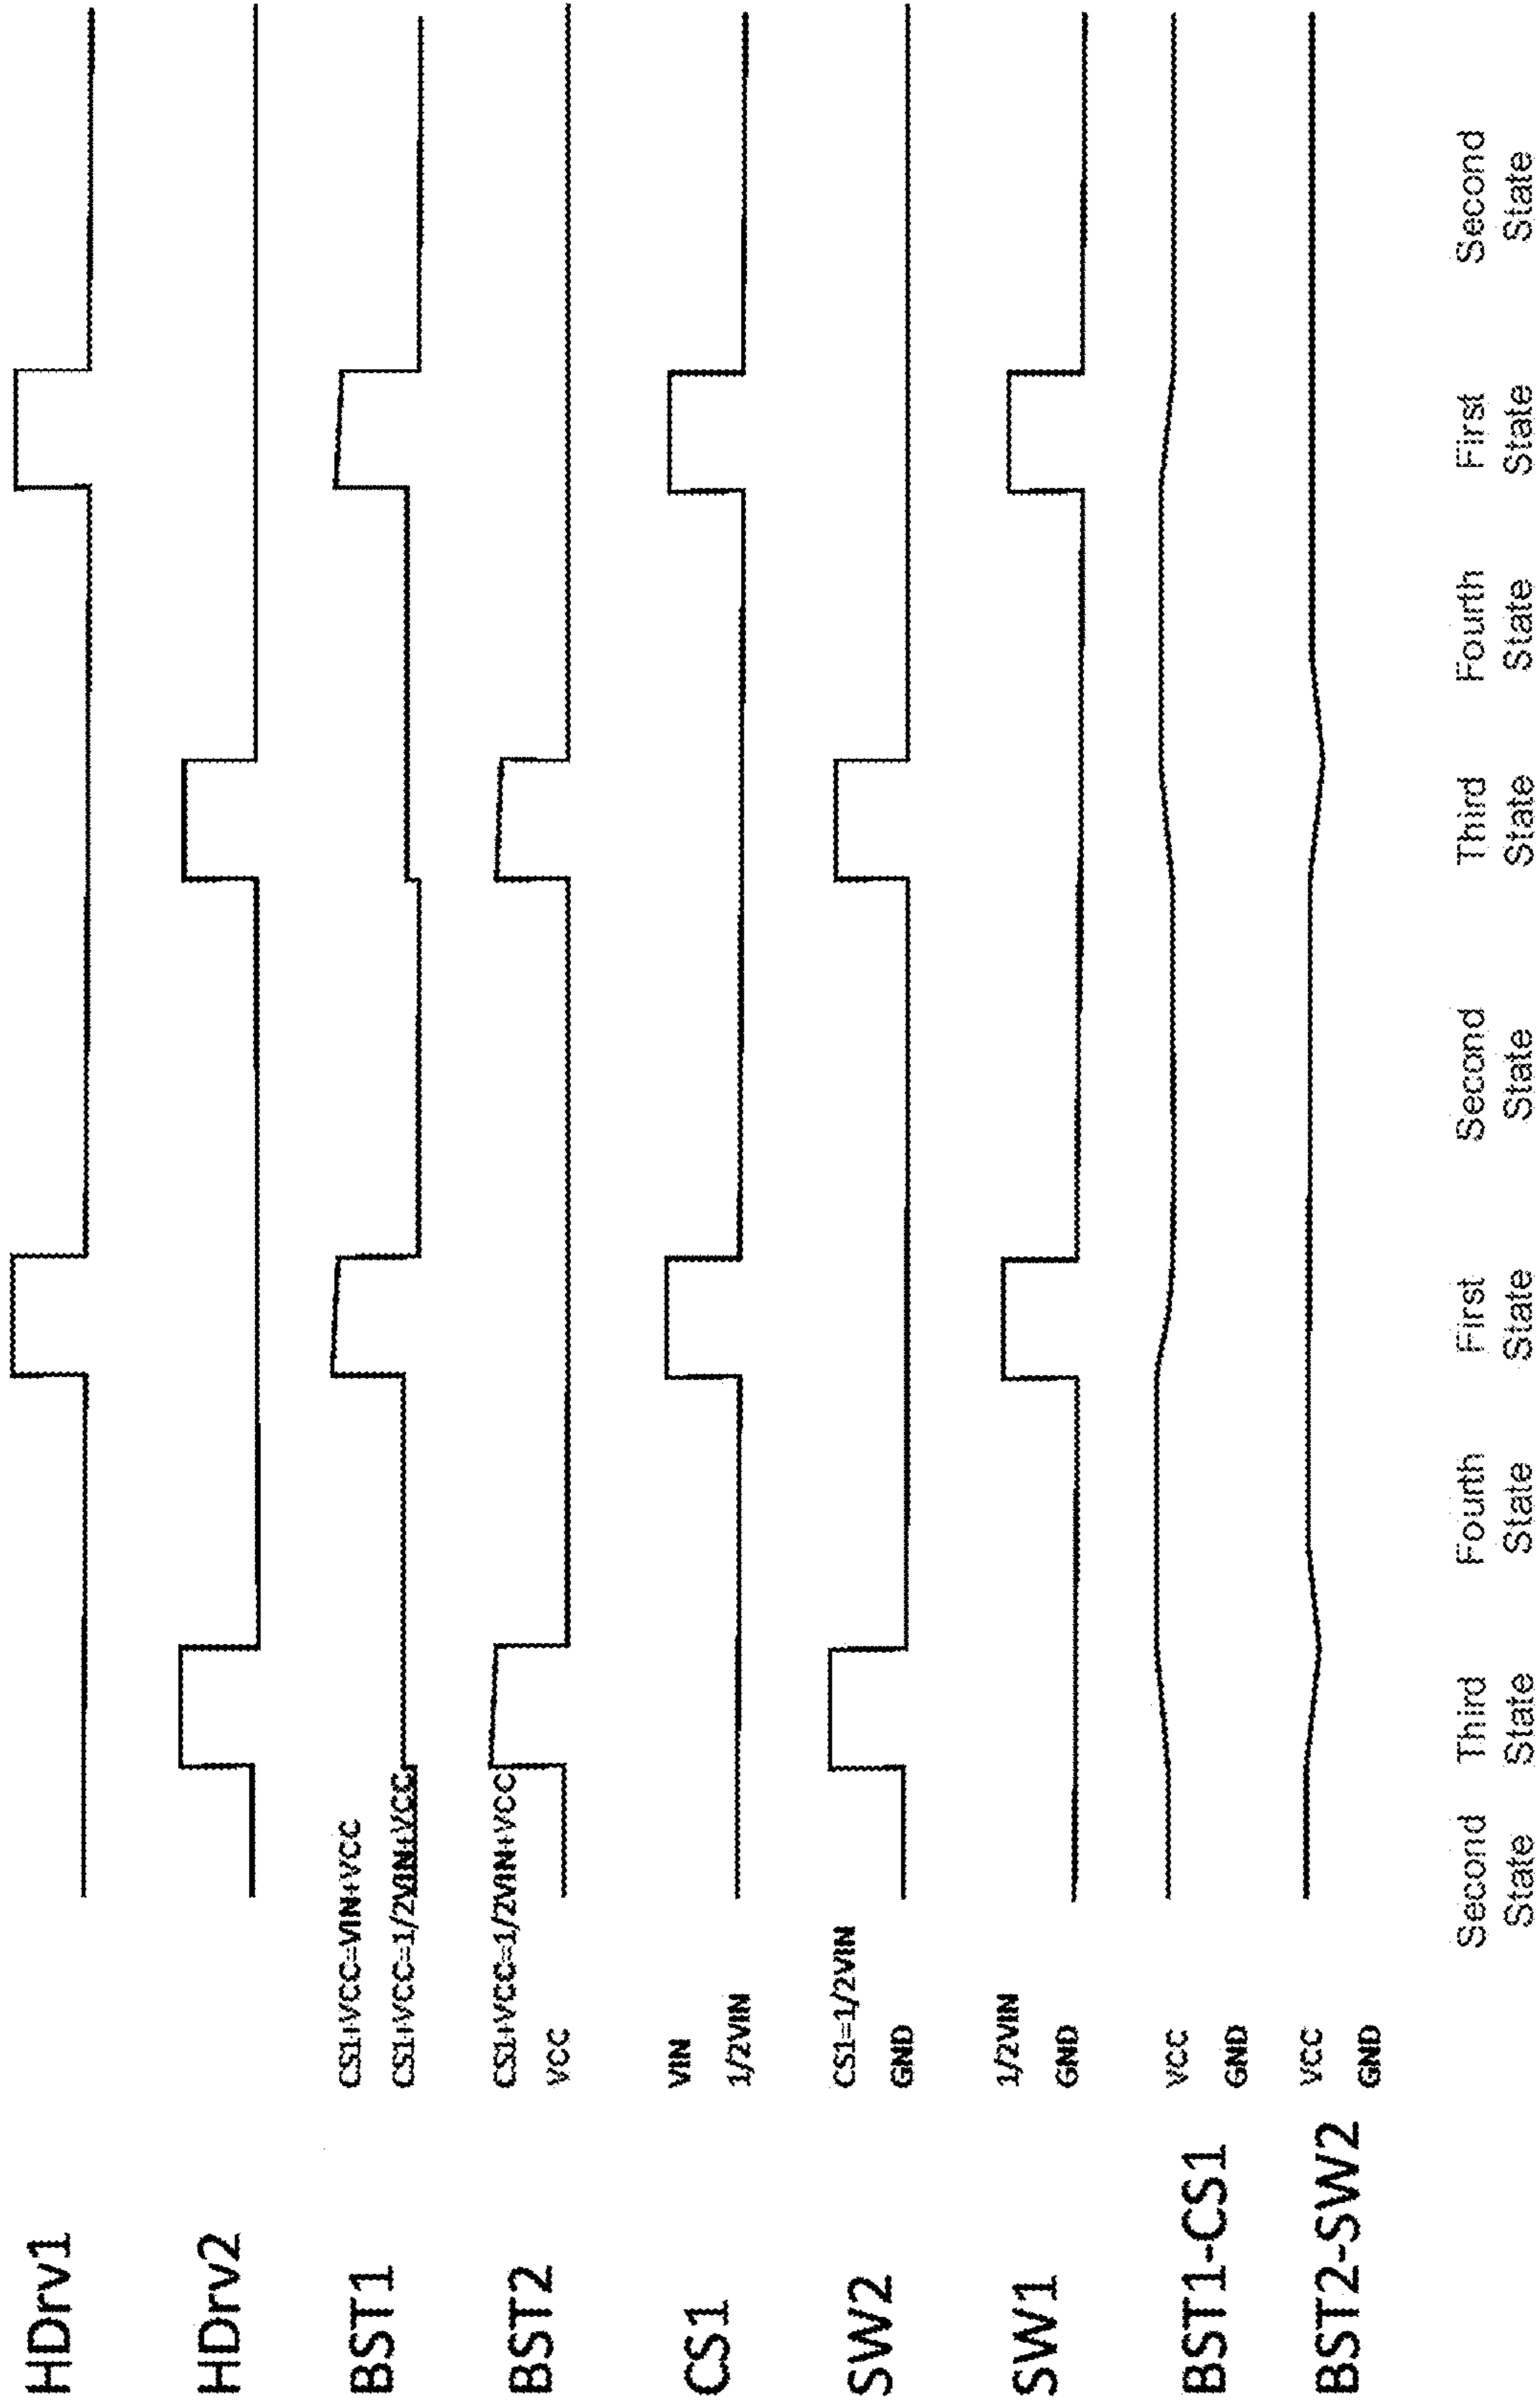 HDrv1
HDrv2
BST1
CS1+VCC=VIN+VCC
CS1+VCC=1/2VIN+VCC
BST2
CS1+VCC=1/2VIN+VCC
VCC
CS1
VIN
1/2VIN
SW2
CS1=1/2VIN
GND
SW1
1/2VIN
GND
BST1-CS1
VCC
GND
BST2-SW2
VCC
GND
Second State
Third State
Fourth State
First State
Second State
Third State
Fourth State
First State
Second State